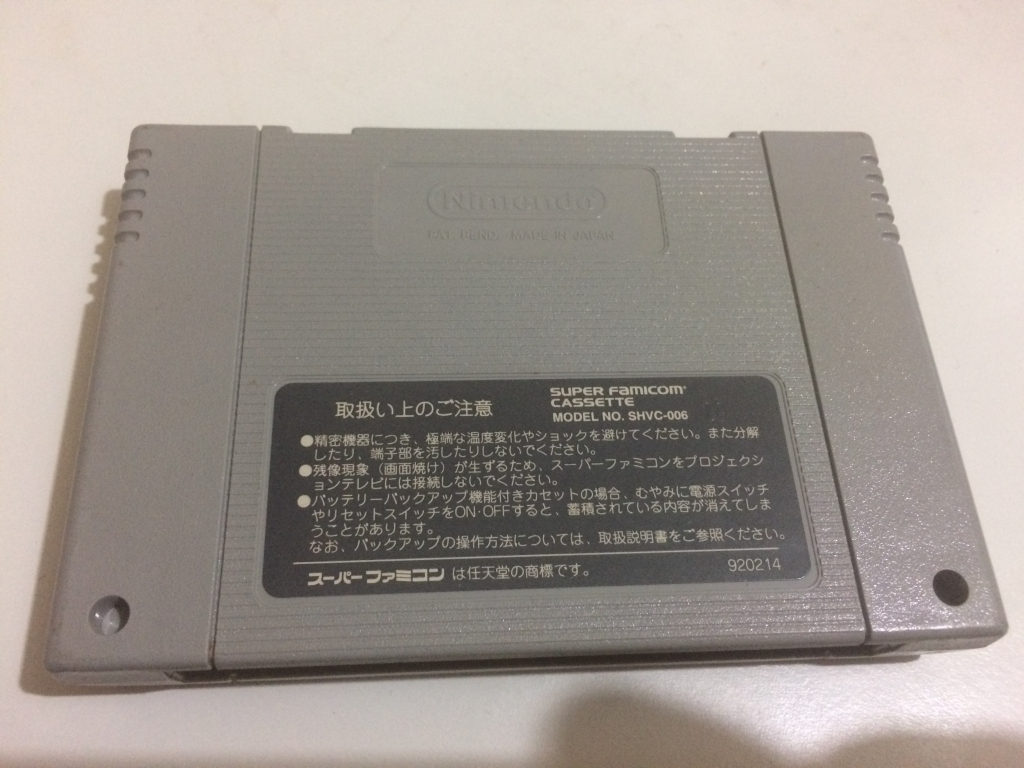 Nintendo
PAT. PEND. MADE IN JAPAN
取扱い上のご注意
SUPER FAMICOM
CASSETTE
MODEL NO. SHVC-006
●精密機器につき、極端な温度変化やショックを避けてください。また分解
したり、端子部を汚したりしないでください。
●残像現象（画面焼け）が生ずるため、スーパーファミコンをプロジェクシ
ョンテレビには接続しないでください。
●バッテリーバックアップ機能付きカセットの場合、むやみに電源スイッチ
やリセットスイッチをON·OFFすると、蓄積されている内容が消えてしま
うことがあります。
なお、バックアップの操作方法については、取扱説明書をご参照ください。
スーパーファミコン は任天堂の商標です。
920214